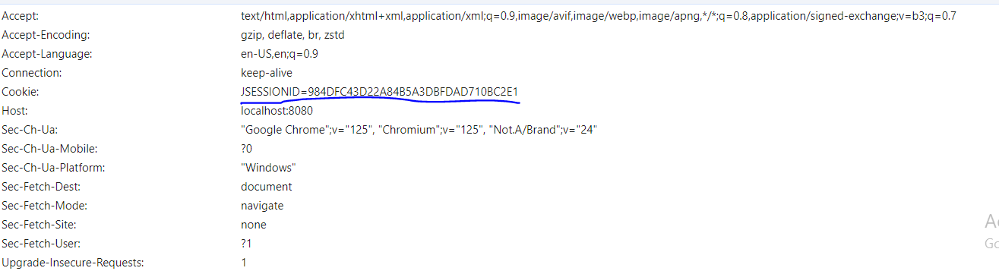 Accept: text/html,application/xhtml+xml,application/xml;q=0.9,image/avif,image/webp,image/apng,*/*;q=0.8,application/signed-exchange;v=b3;q=0.7
Accept-Encoding: gzip, deflate, br, zstd
Accept-Language: en-US,en;q=0.9
Connection: keep-alive
Cookie: JSESSIONID=984DFC43D22A84B5A3DBFDAD710BC2E1
Host: localhost:8080
Sec-Ch-Ua: "Google Chrome";v="125", "Chromium";v="125", "Not.A/Brand";v="24"
Sec-Ch-Ua-Mobile: ?0
Sec-Ch-Ua-Platform: "Windows"
Sec-Fetch-Dest: document
Sec-Fetch-Mode: navigate
Sec-Fetch-Site: none
Sec-Fetch-User: ?1
Upgrade-Insecure-Requests: 1